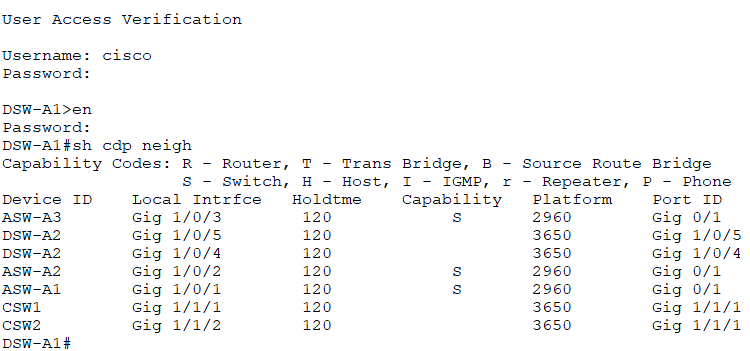 User Access Verification
Username: cisco
Password:
DSW-A1>en
Password:
DSW-A1#sh cdp neigh
Capability Codes: R - Router, T - Trans Bridge, B - Source Route Bridge
S - Switch, H - Host, I - IGMP, r - Repeater, P - Phone
Device ID    Local Intrfce   Holdtme    Capability   Platform    Port ID
ASW-A3       Gig 1/0/3        120            S       2960        Gig 0/1
DSW-A2       Gig 1/0/5        120                    3650        Gig 1/0/5
DSW-A2       Gig 1/0/4        120                    3650        Gig 1/0/4
ASW-A2       Gig 1/0/2        120            S       2960        Gig 0/1
ASW-A1       Gig 1/0/1        120            S       2960        Gig 0/1
CSW1         Gig 1/1/1        120                    3650        Gig 1/1/1
CSW2         Gig 1/1/2        120                    3650        Gig 1/1/1
DSW-A1#